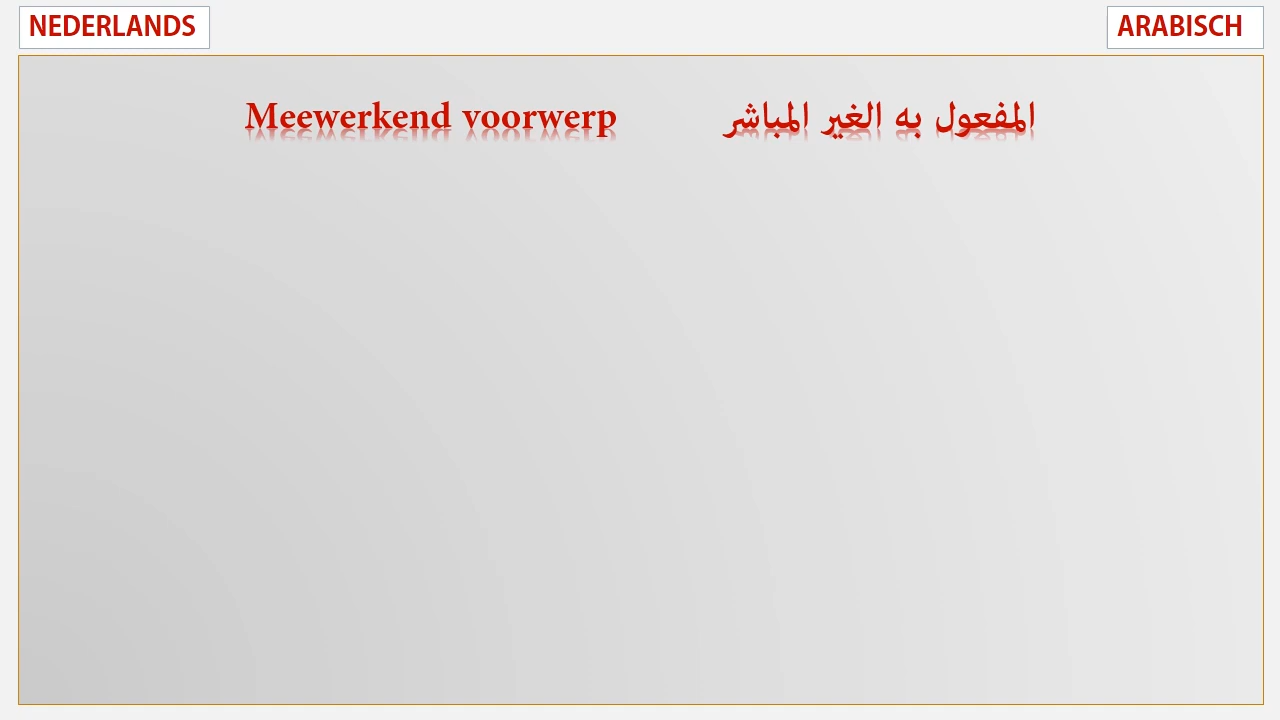 NEDERLANDS
ARABISCH
Meewerkend voorwerp
المفعول به الغير المباشر